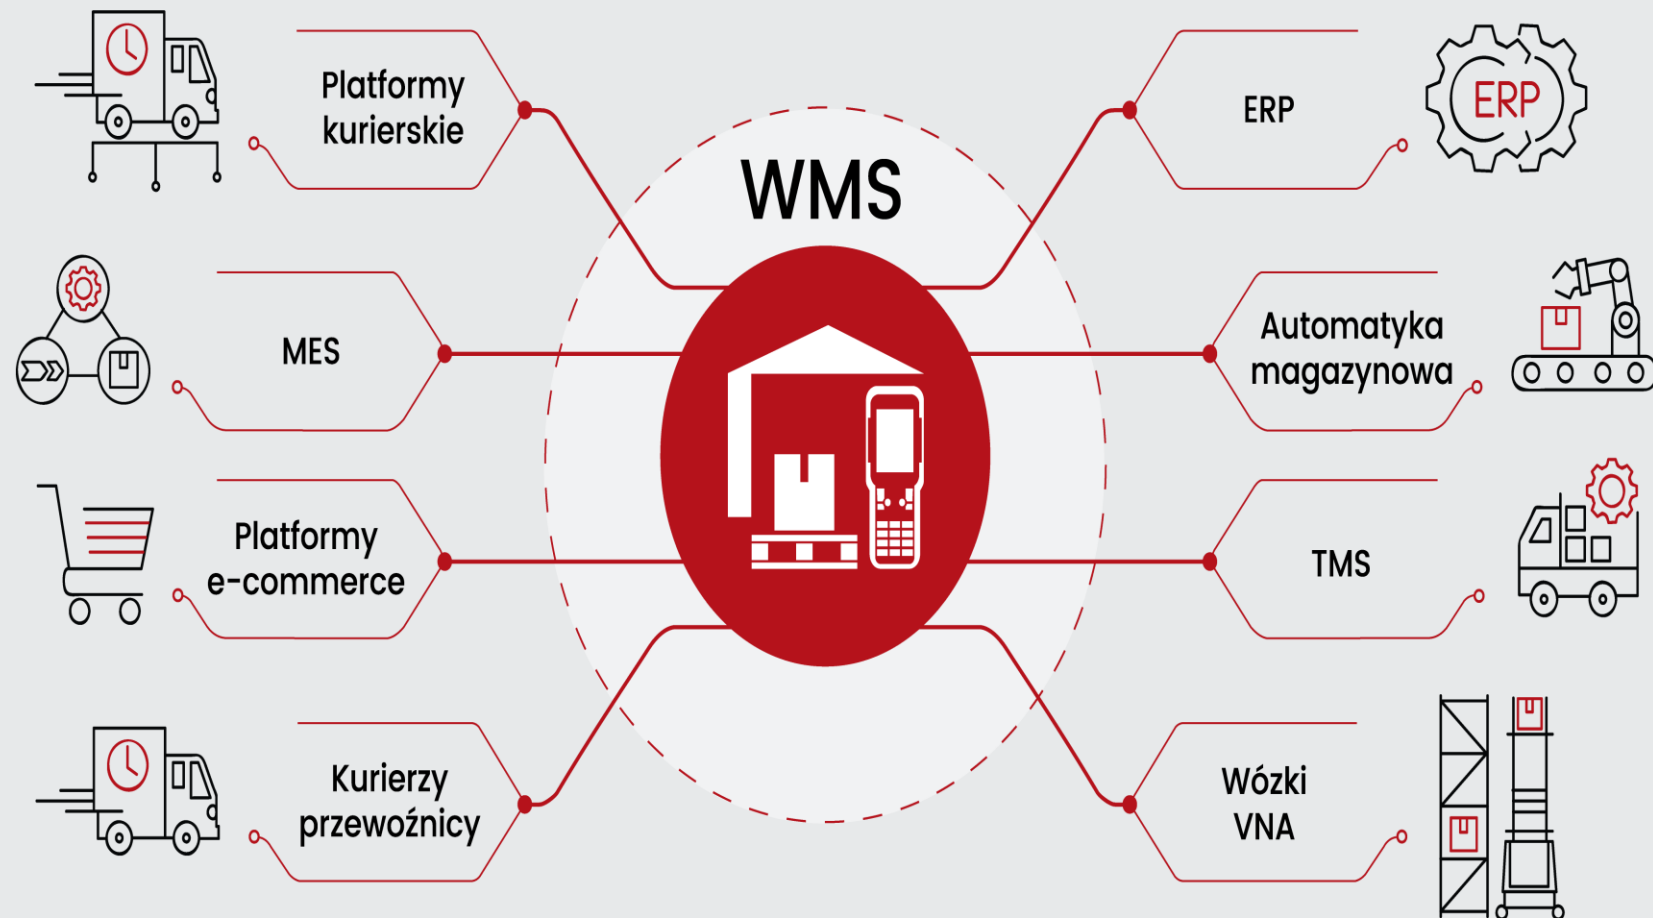 WMS
Platformy
kurierskie
MES
Platformy
e-commerce
Kurierzy
przewoźnicy
ERP
ERP
Automatyka
magazynowa
TMS
Wózki
VNA